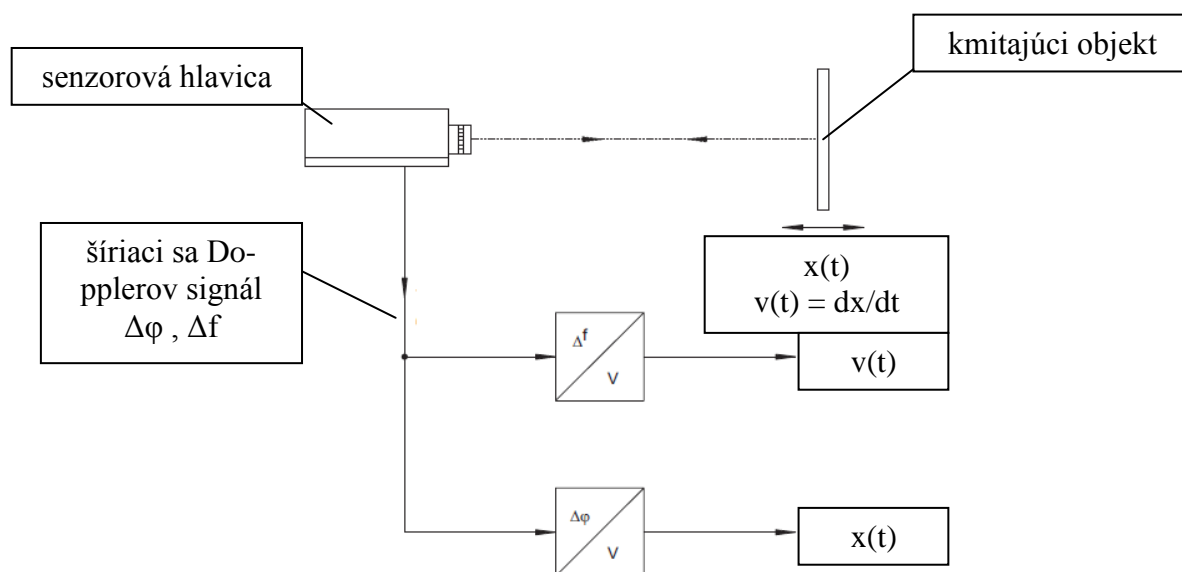 kmitajúci objekt
senzorová hlavica
šíriaci sa Do-
pplerov signál
Δφ , Δf
x(t)
v(t) = dx/dt
Δf
V
v(t)
Δφ
V
x(t)